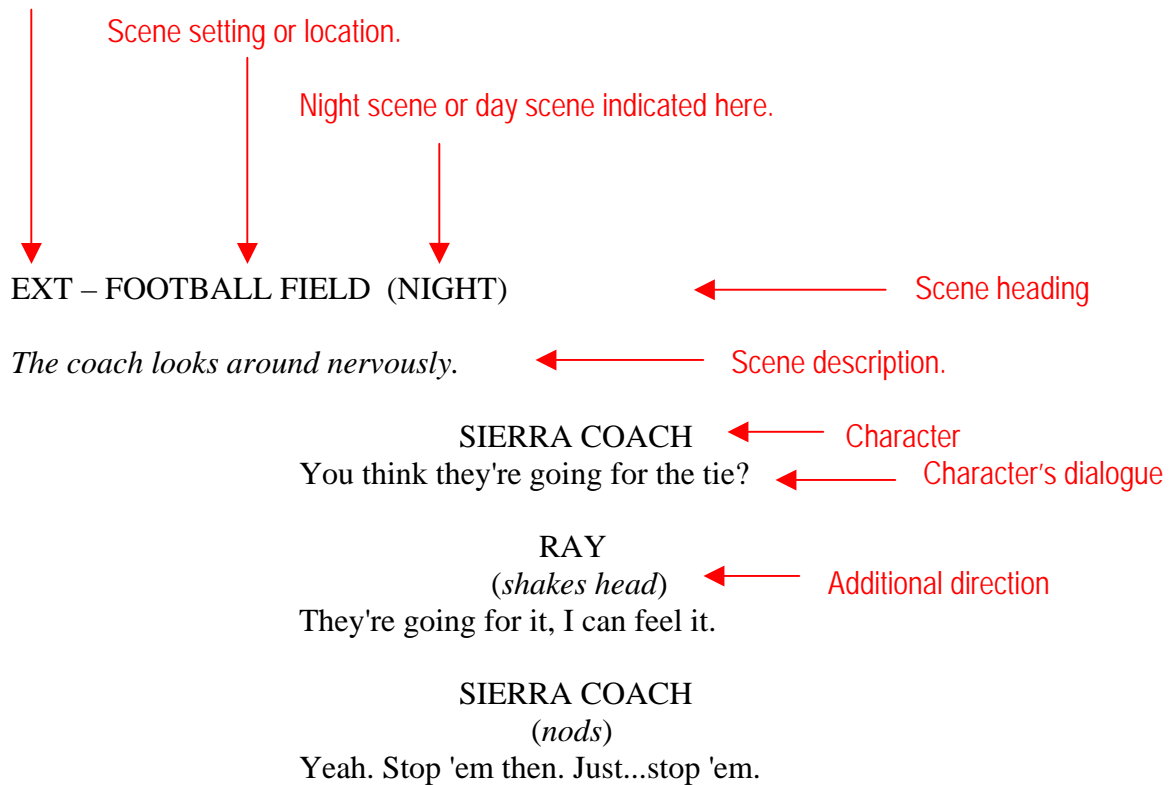 Scene setting or location.
Night scene or day scene indicated here.
EXT – FOOTBALL FIELD  (NIGHT)
Scene heading
The coach looks around nervously.
Scene description.
SIERRA COACH
Character
You think they're going for the tie?
Character’s dialogue
RAY
(shakes head)
Additional direction
They're going for it, I can feel it.
SIERRA COACH
(nods)
Yeah. Stop 'em then. Just...stop 'em.